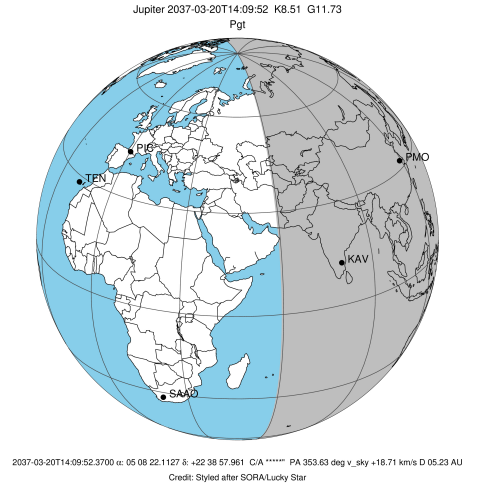 Jupiter 2037-03-20T14:09:52 K8.51 G11.73
Pgt
PIC
TEN
PMO
KAV
SAAO
2037-03-20T14:09:52.3700 α: 05 08 22.1127 δ: +22 38 57.961 C/A *****" PA 353.63 deg v_sky +18.71 km/s D 05.23 AU
Credit: Styled after SORA/Lucky Star